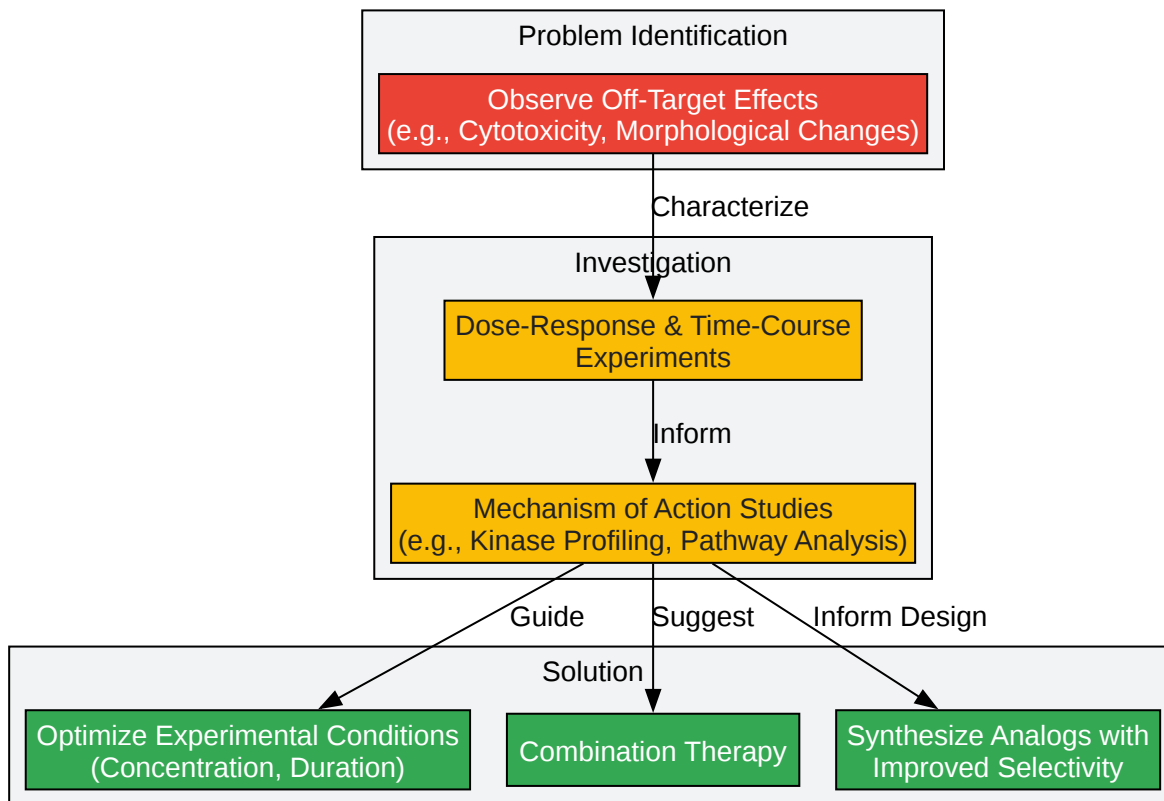 Problem Identification
Observe Off-Target Effects
(e.g., Cytotoxicity, Morphological Changes)
Characterize
Investigation
Dose-Response & Time-Course
Experiments
Inform
Mechanism of Action Studies
(e.g., Kinase Profiling, Pathway Analysis)
Guide
Suggest
Inform Design
Solution
Optimize Experimental Conditions
(Concentration, Duration)
Combination Therapy
Synthesize Analogs with
Improved Selectivity